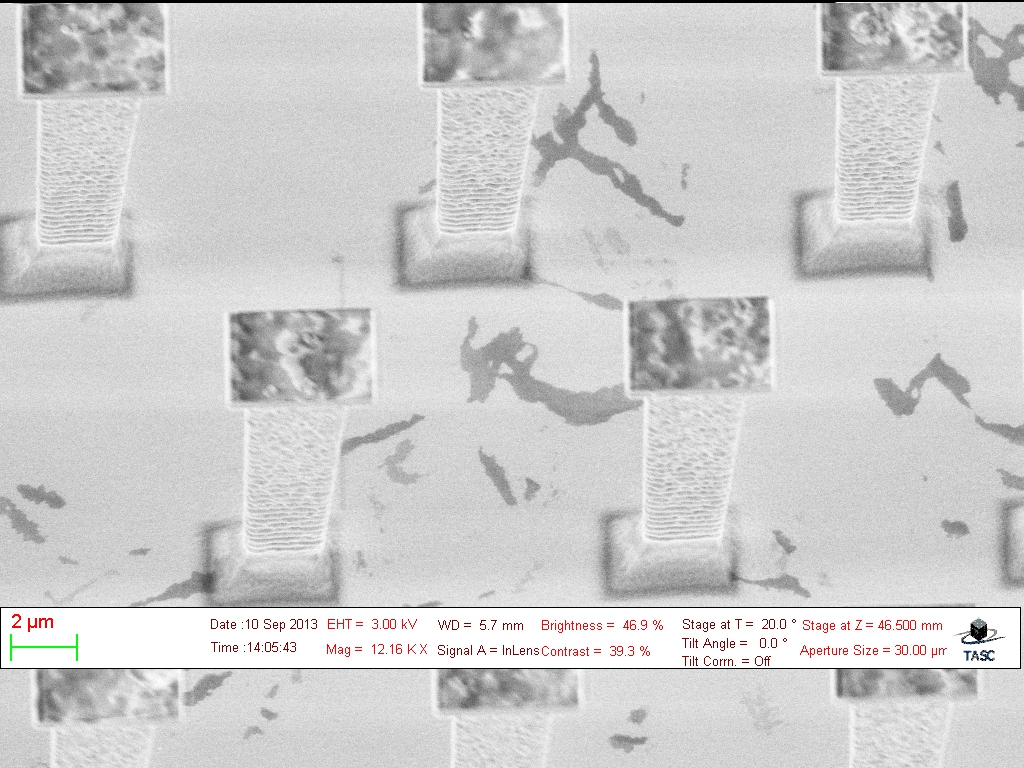 2 µm
Date :10 Sep 2013 EHT = 3.00 kV WD = 5.7 mm Brightness = 46.9 % Stage at T = 20.0 ° Stage at Z = 46.500 mm
Time :14:05:43 Mag = 12.16 K X Signal A = InLens Contrast = 39.3 % Tilt Angle = 0.0 ° Aperture Size = 30.00 µm
Tilt Corrn. = Off
TASC